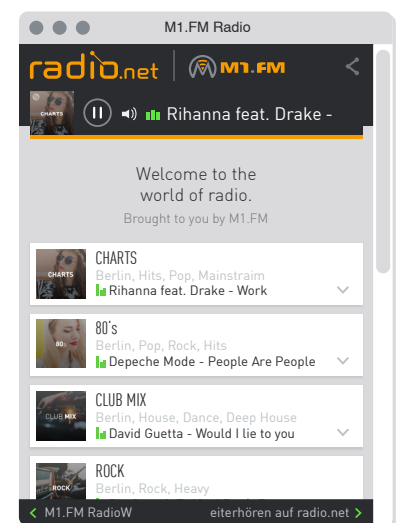 M1.FM Radio
radio.net M1.FM
CHARTS Rihanna feat. Drake -
Welcome to the
world of radio.
Brought to you by M1.FM
CHARTS
CHARTS
Berlin, Hits, Pop, Mainstraim
Rihanna feat. Drake - Work
80's
80s
Berlin, Pop, Rock, Hits
Depeche Mode - People Are People
CLUB MIX
CLUB MIX
Berlin, House, Dance, Deep House
David Guetta - Would I lie to you
ROCK
ROCK
Berlin, Rock, Heavy
M1.FM RadioW eiterhören auf radio.net